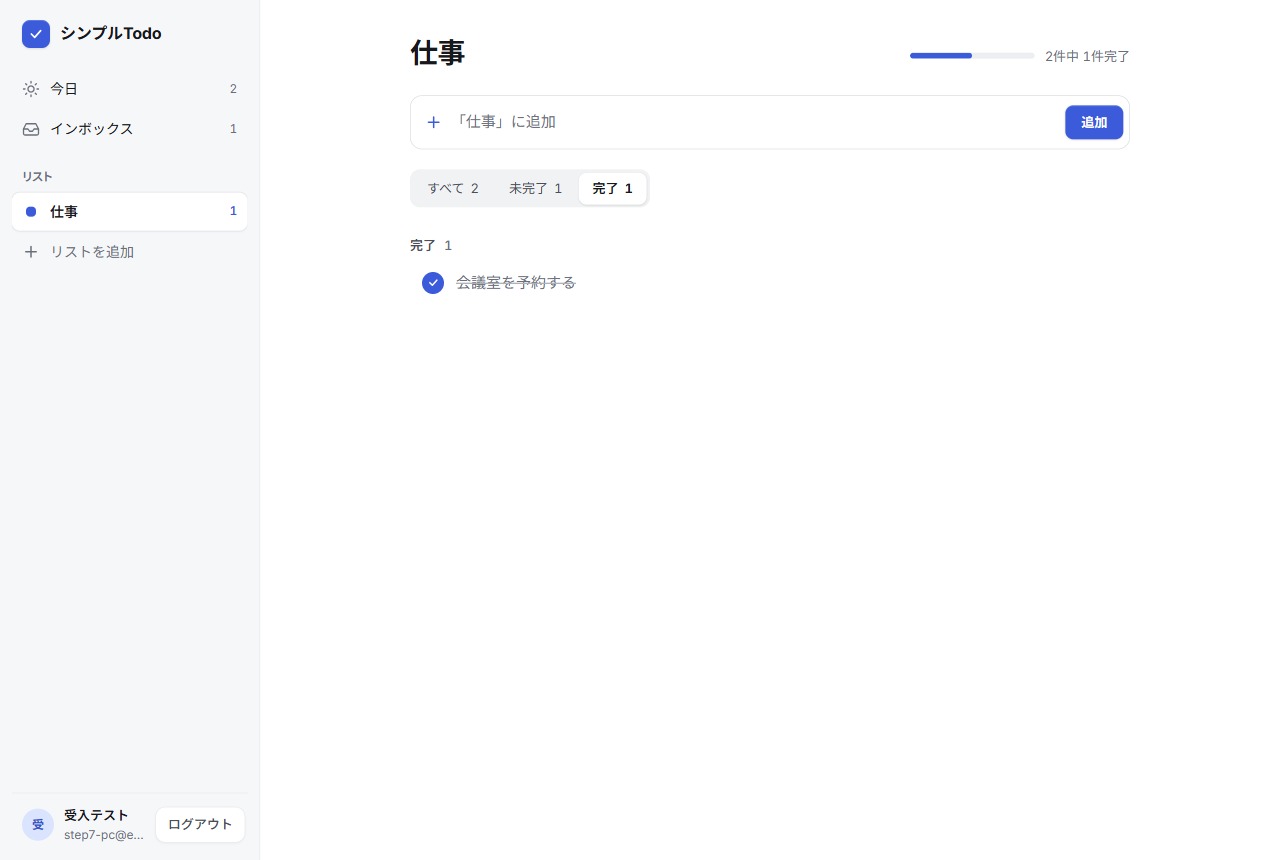 シンプルTodo
今日 2
インボックス 1
リスト
仕事 1
リストを追加
受
受入テスト
step7-pc@e...
ログアウト
仕事
2件中 1件完了
「仕事」に追加
追加
すべて 2 未完了 1 完了 1
完了 1
会議室を予約する